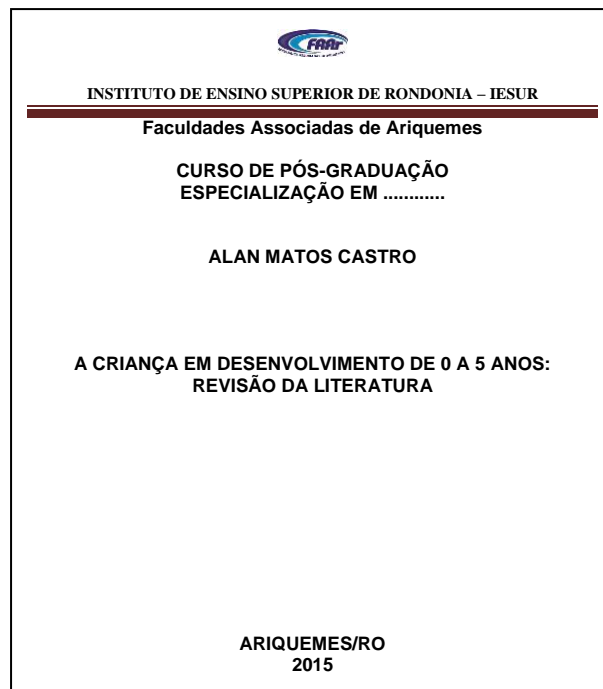 FAAr
INSTITUTO DE ENSINO SUPERIOR DE RONDONIA – IESUR
Faculdades Associadas de Ariquemes
CURSO DE PÓS-GRADUAÇÃO
ESPECIALIZAÇÃO EM ............
ALAN MATOS CASTRO
A CRIANÇA EM DESENVOLVIMENTO DE 0 A 5 ANOS:
REVISÃO DA LITERATURA
ARIQUEMES/RO
2015